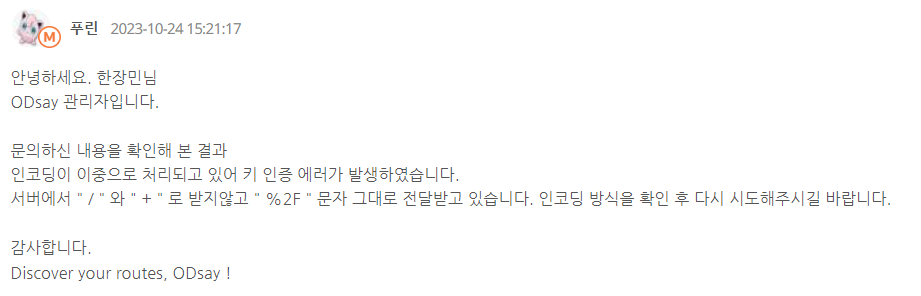 푸린 2023-10-24 15:21:17
안녕하세요. 한장민님
ODsay 관리자입니다.
문의하신 내용을 확인해 본 결과
인코딩이 이중으로 처리되고 있어 키 인증 에러가 발생하였습니다.
서버에서 " / " 와 " + " 로 받지않고 " %2F " 문자 그대로 전달받고 있습니다. 인코딩 방식을 확인 후 다시 시도해주시길 바랍니다.
감사합니다.
Discover your routes, ODsay !
M